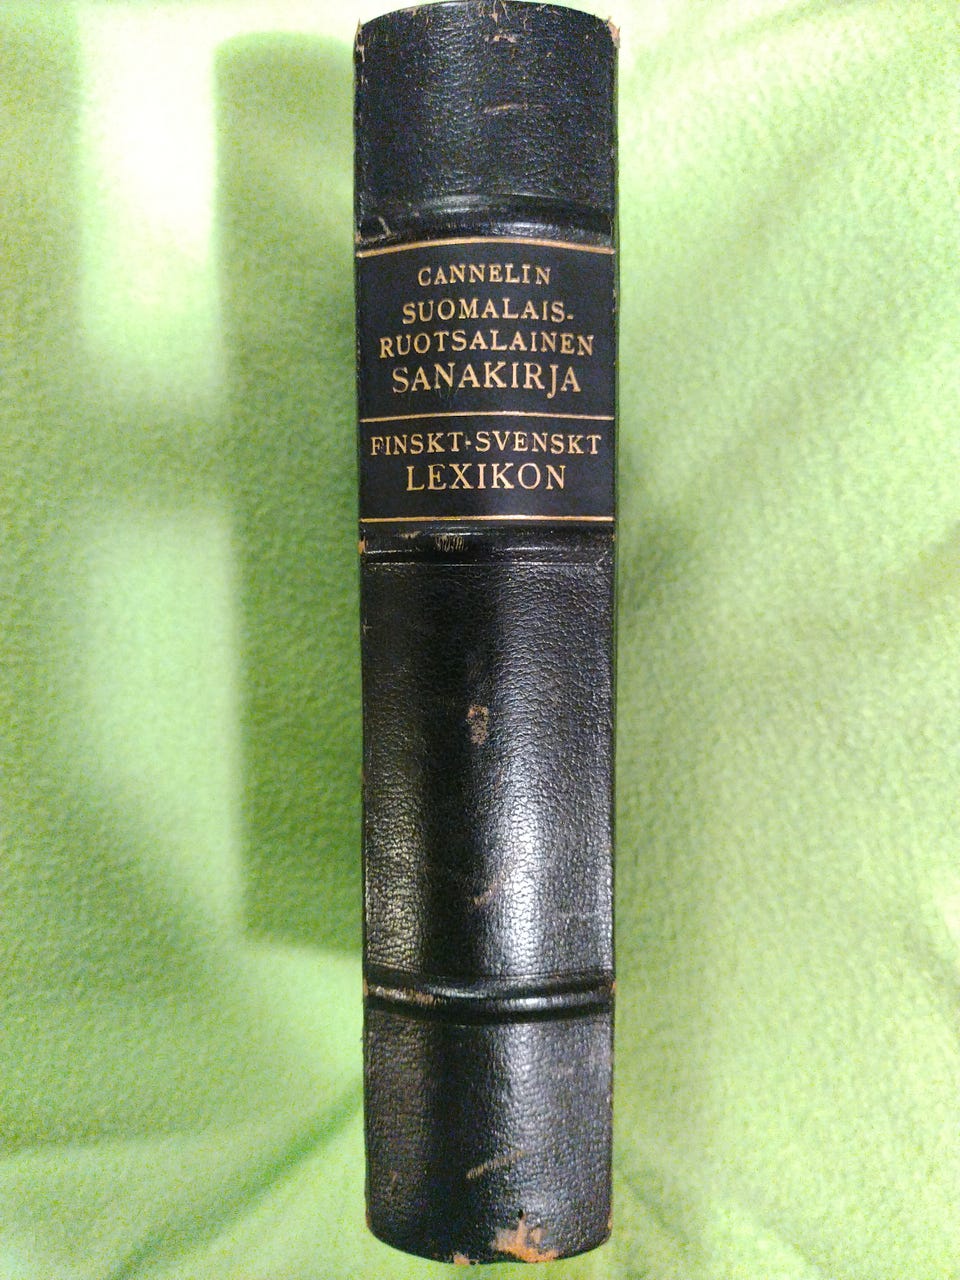 CANNELIN
SUOMALAIS-
RUOTSALAINEN
SANAKIRJA
FINSKT-SVENSKT
LEXIKON